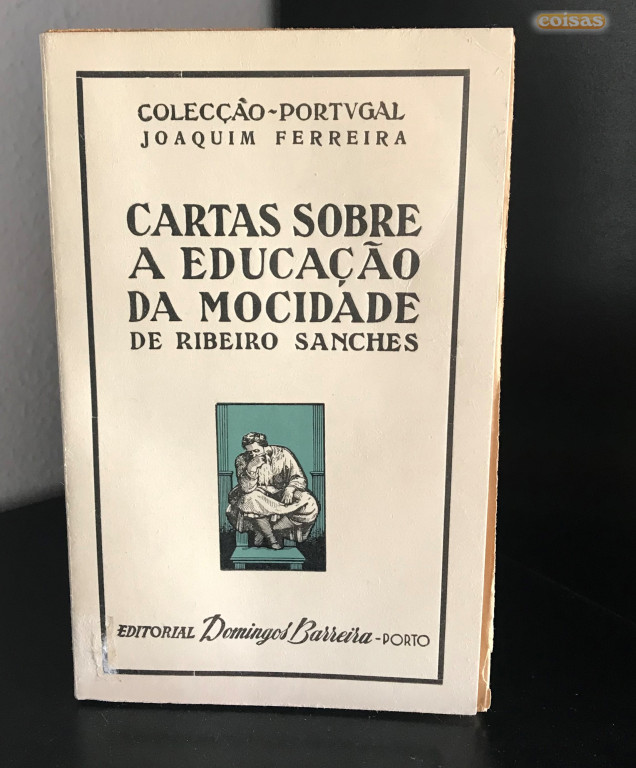 coisas
COLECÇÃO-PORTVGAL
JOAQUIM FERREIRA
CARTAS SOBRE
A EDUCAÇÃO
DA MOCIDADE
DE RIBEIRO SANCHES
EDITORIAL Domingos Barreira-PORTO